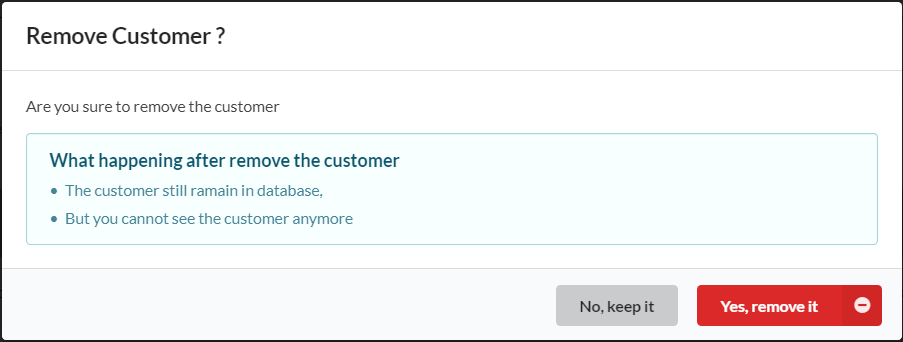 Remove Customer ?
Are you sure to remove the customer
What happening after remove the customer
• The customer still ramain in database,
• But you cannot see the customer anymore
No, keep it
Yes, remove it